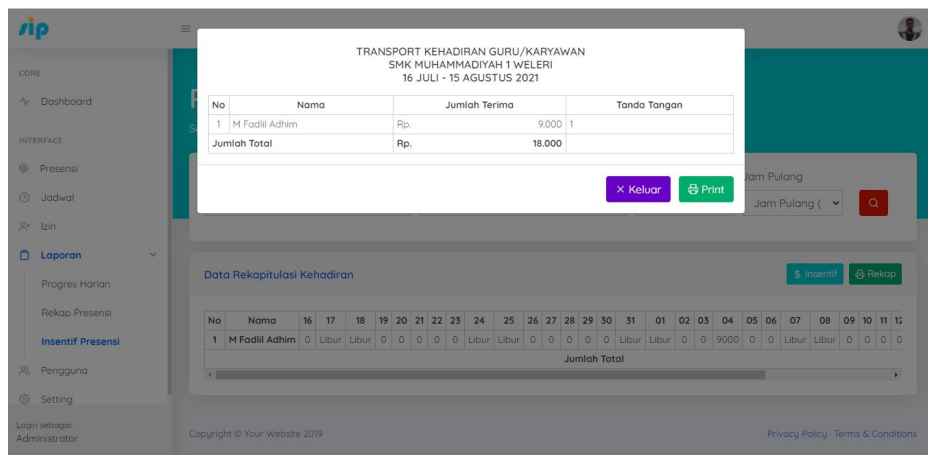 sip
CORE
Dashboard
INTERFACE
Presensi
Jadwal
Izin
Laporan
Progres Harian
Rekap Presensi
Insentif Presensi
Pengguna
Setting
Login sebagai:
Administrator
TRANSPORT KEHADIRAN GURU/KARYAWAN
SMK MUHAMMADIYAH 1 WELERI
16 JULI - 15 AGUSTUS 2021
No Nama Jumlah Terima Tanda Tangan
1 M Fadlil Adhim Rp. 9.000 1
Jumlah Total Rp. 18.000
× Keluar Print
Jam Pulang
Jam Pulang (
Data Rekapitulasi Kehadiran
$ Insentif Rekap
No Nama 16 17 18 19 20 21 22 23 24 25 26 27 28 29 30 31 01 02 03 04 05 06 07 08 09 10 11 12
1 M Fadlil Adhim 0 Libur Libur 0 0 0 0 0 Libur Libur 0 0 0 0 0 Libur Libur 0 0 9000 0 0 Libur Libur 0 0 0 0
Jumlah Total
Copyright © Your Website 2019
Privacy Policy · Terms & Conditions